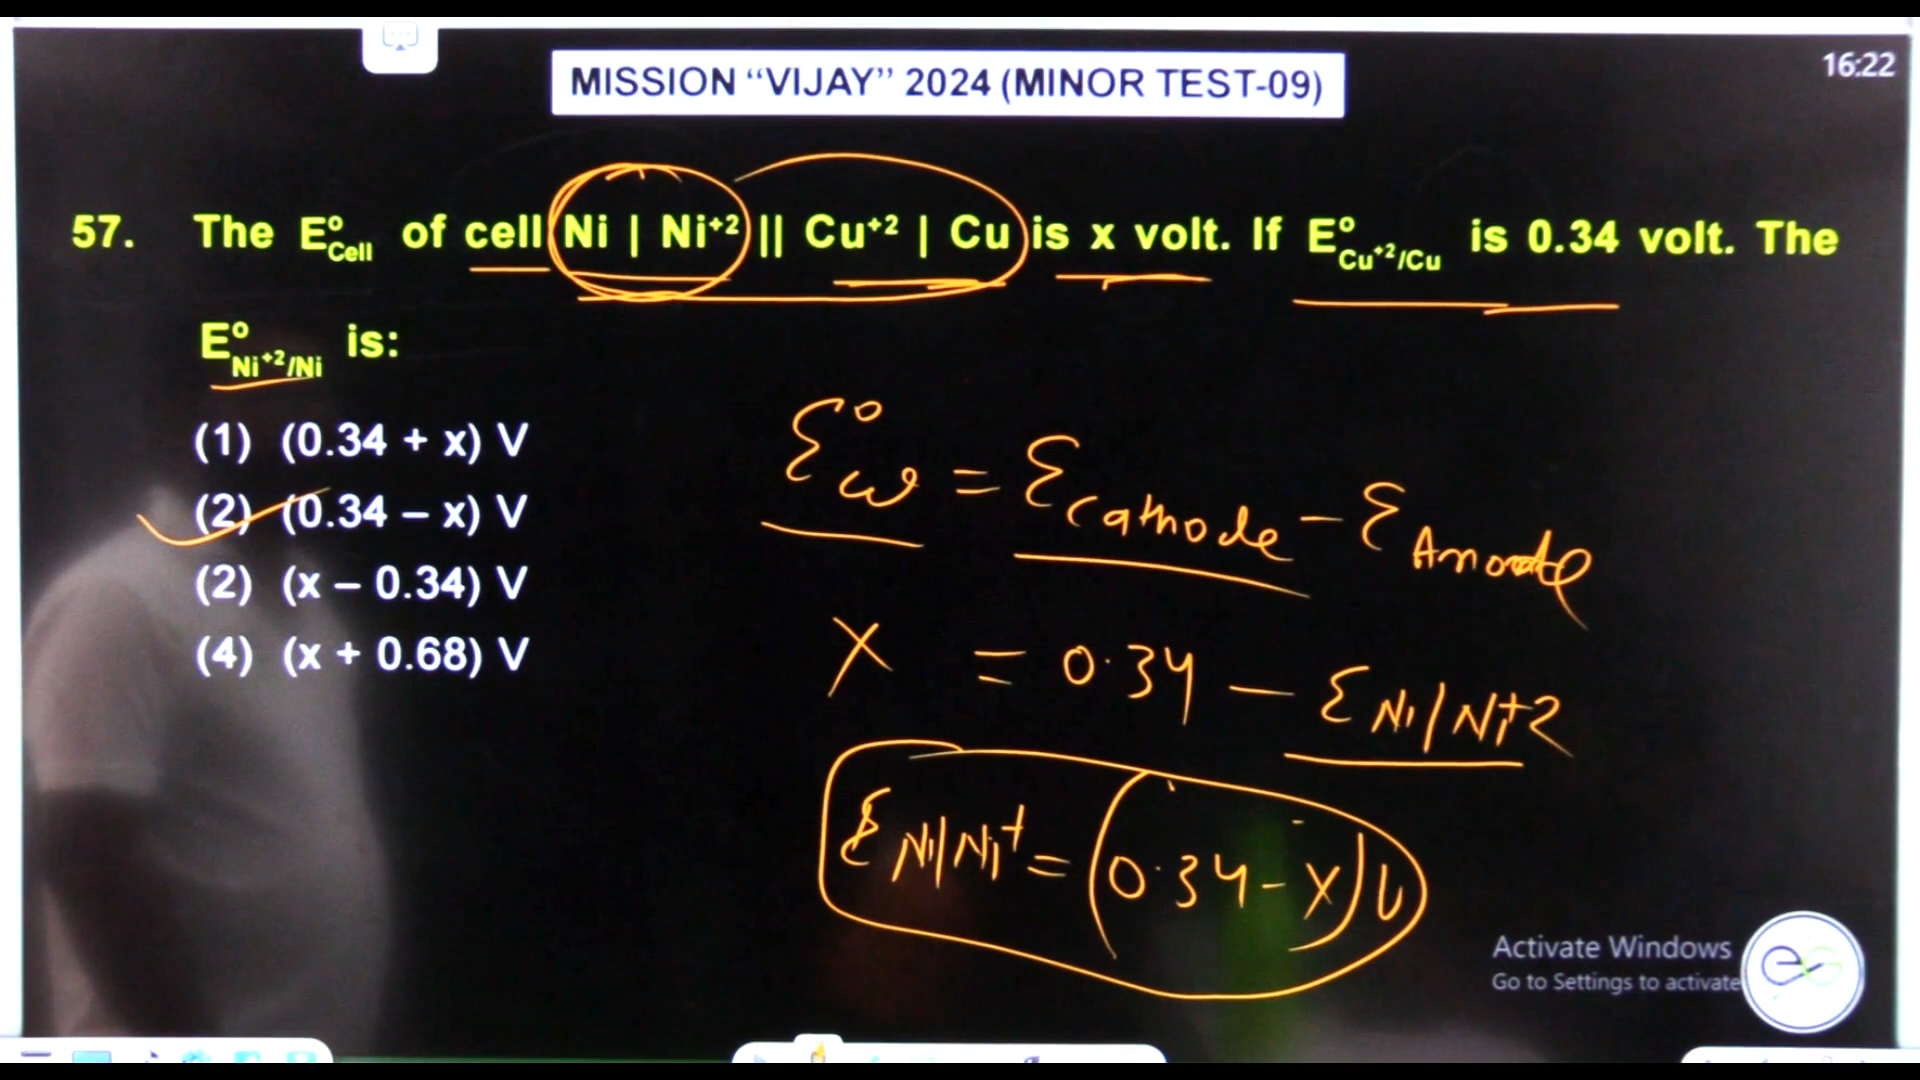 16:22
MISSION “VIJAY” 2024 (MINOR TEST-09)
57. The E°Cell of cell Ni | Ni+2 || Cu+2 | Cu is x volt. If E°Cu+2/Cu is 0.34 volt. The
E°Ni+2/Ni is:
(1) (0.34 + x) V
(2) (0.34 – x) V
(2) (x – 0.34) V
(4) (x + 0.68) V
= ECathode – EAnode
X = 0.34 – ENi/Ni+2
ENi/Ni+ = (0.34 – X) V
Activate Windows
Go to Settings to activate